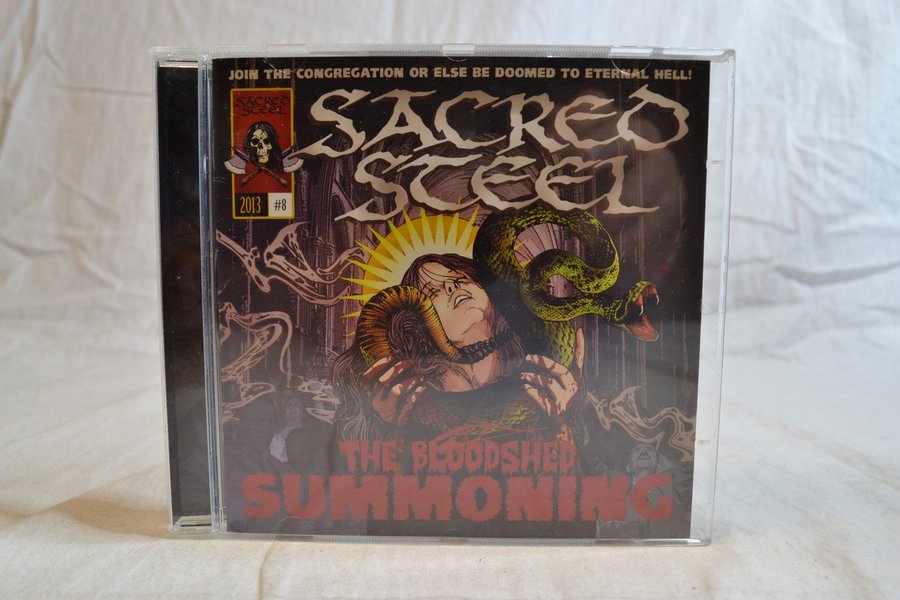 JOIN THE CONGREGATION OR ELSE BE DOOMED TO ETERNAL HELL!
SACRED
STEEL
SACRED
STEEL
2013 #8
THE BLOODSHED
SUMMONING